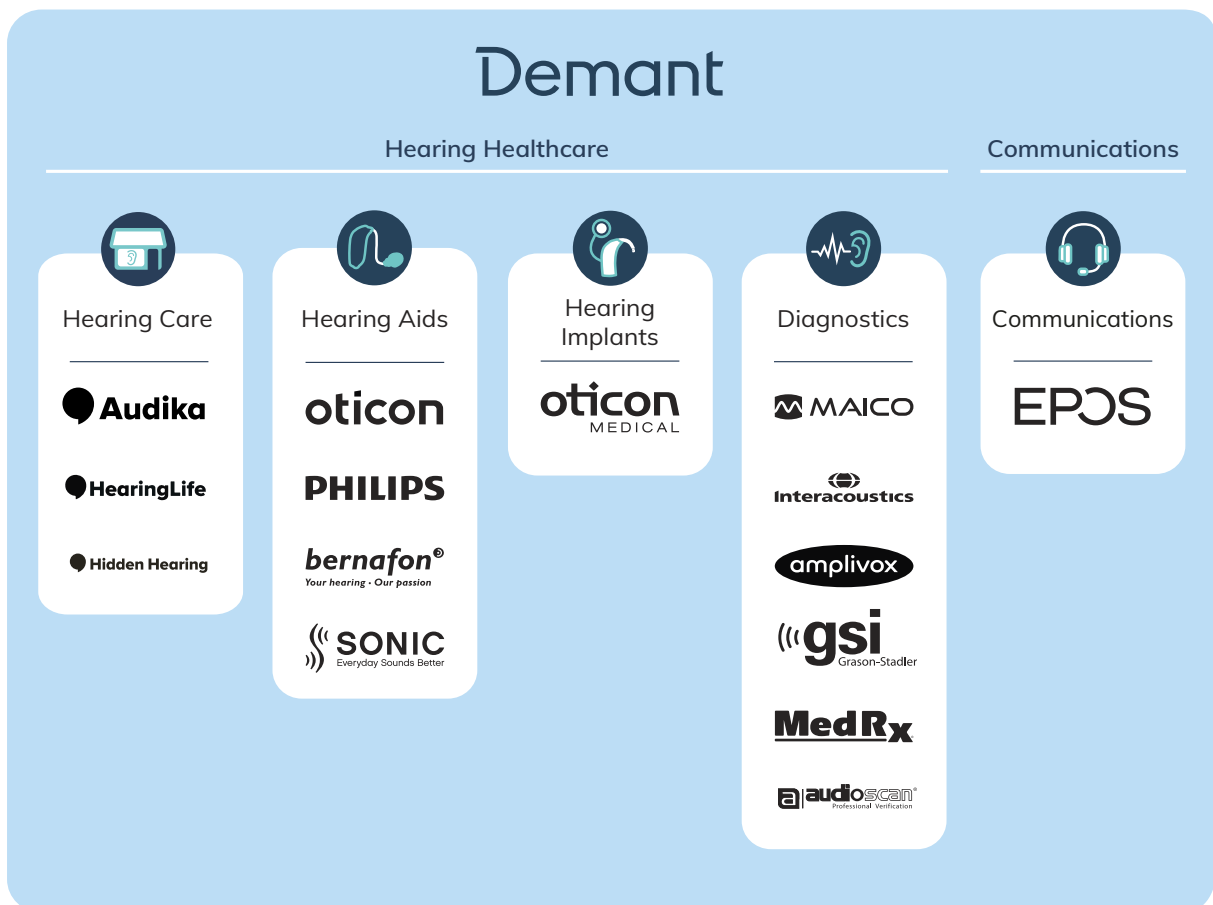 Demant
Hearing Healthcare
Communications
Hearing Care
Audika
HearingLife
Hidden Hearing
Hearing Aids
oticon
PHILIPS
bernafon®
Your hearing • Our passion
SONIC
Everyday Sounds Better
Hearing
Implants
oticon
MEDICAL
Diagnostics
MAICO
Interacoustics
amplivox
gsi
Grason-Stadler
MedRx
a audioscan®
Professional Verification
Communications
EPOS